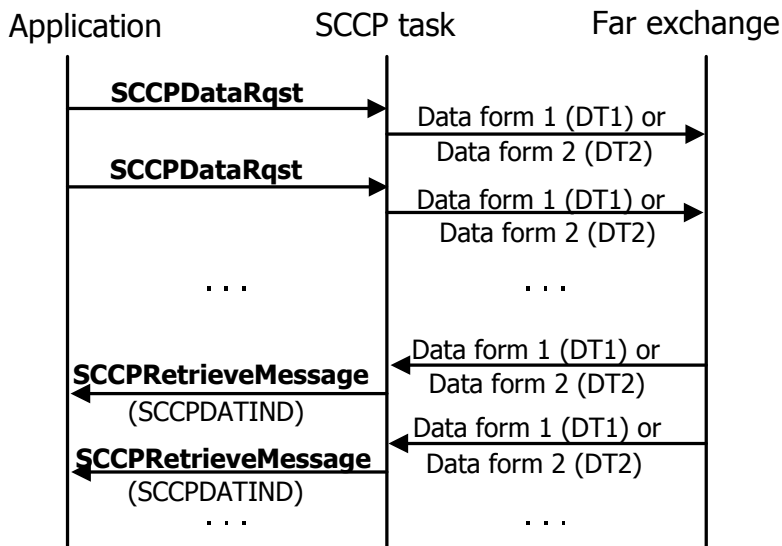 Application SCCP task Far exchange
SCCPDataRqst
Data form 1 (DT1) or
Data form 2 (DT2)
SCCPDataRqst
Data form 1 (DT1) or
Data form 2 (DT2)
. . . . . .
Data form 1 (DT1) or
SCCPRetrieveMessage Data form 2 (DT2)
(SCCPDATIND)
Data form 1 (DT1) or
SCCPRetrieveMessage Data form 2 (DT2)
(SCCPDATIND)
. . . . . .